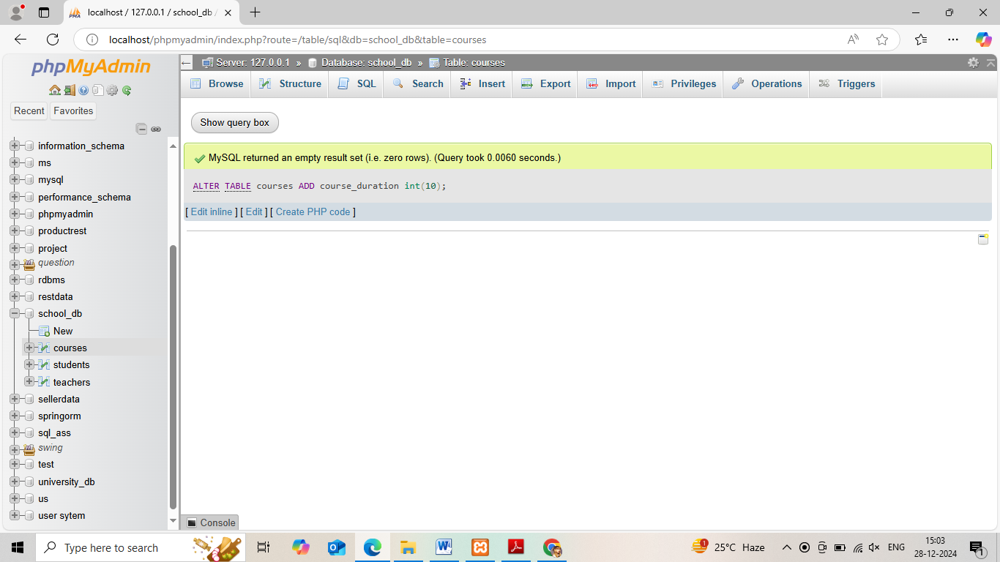 localhost / 127.0.0.1 / school_db /
localhost/phpmyadmin/index.php?route=/table/sql&db=school_db&table=courses
phpMyAdmin
Recent Favorites
information_schema
ms
mysql
performance_schema
phpmyadmin
productrest
project
question
rdbms
restdata
school_db
New
courses
students
teachers
sellerdata
springorm
sql_ass
swing
test
university_db
us
user sytem
Server: 127.0.0.1 » Database: school_db » Table: courses
Browse Structure SQL Search Insert Export Import Privileges Operations Triggers
Show query box
MySQL returned an empty result set (i.e. zero rows). (Query took 0.0060 seconds.)
ALTER TABLE courses ADD course_duration int(10);
[ Edit inline ] [ Edit ] [ Create PHP code ]
Console
Type here to search
1
25°C Haze
ENG
15:03
28-12-2024
1